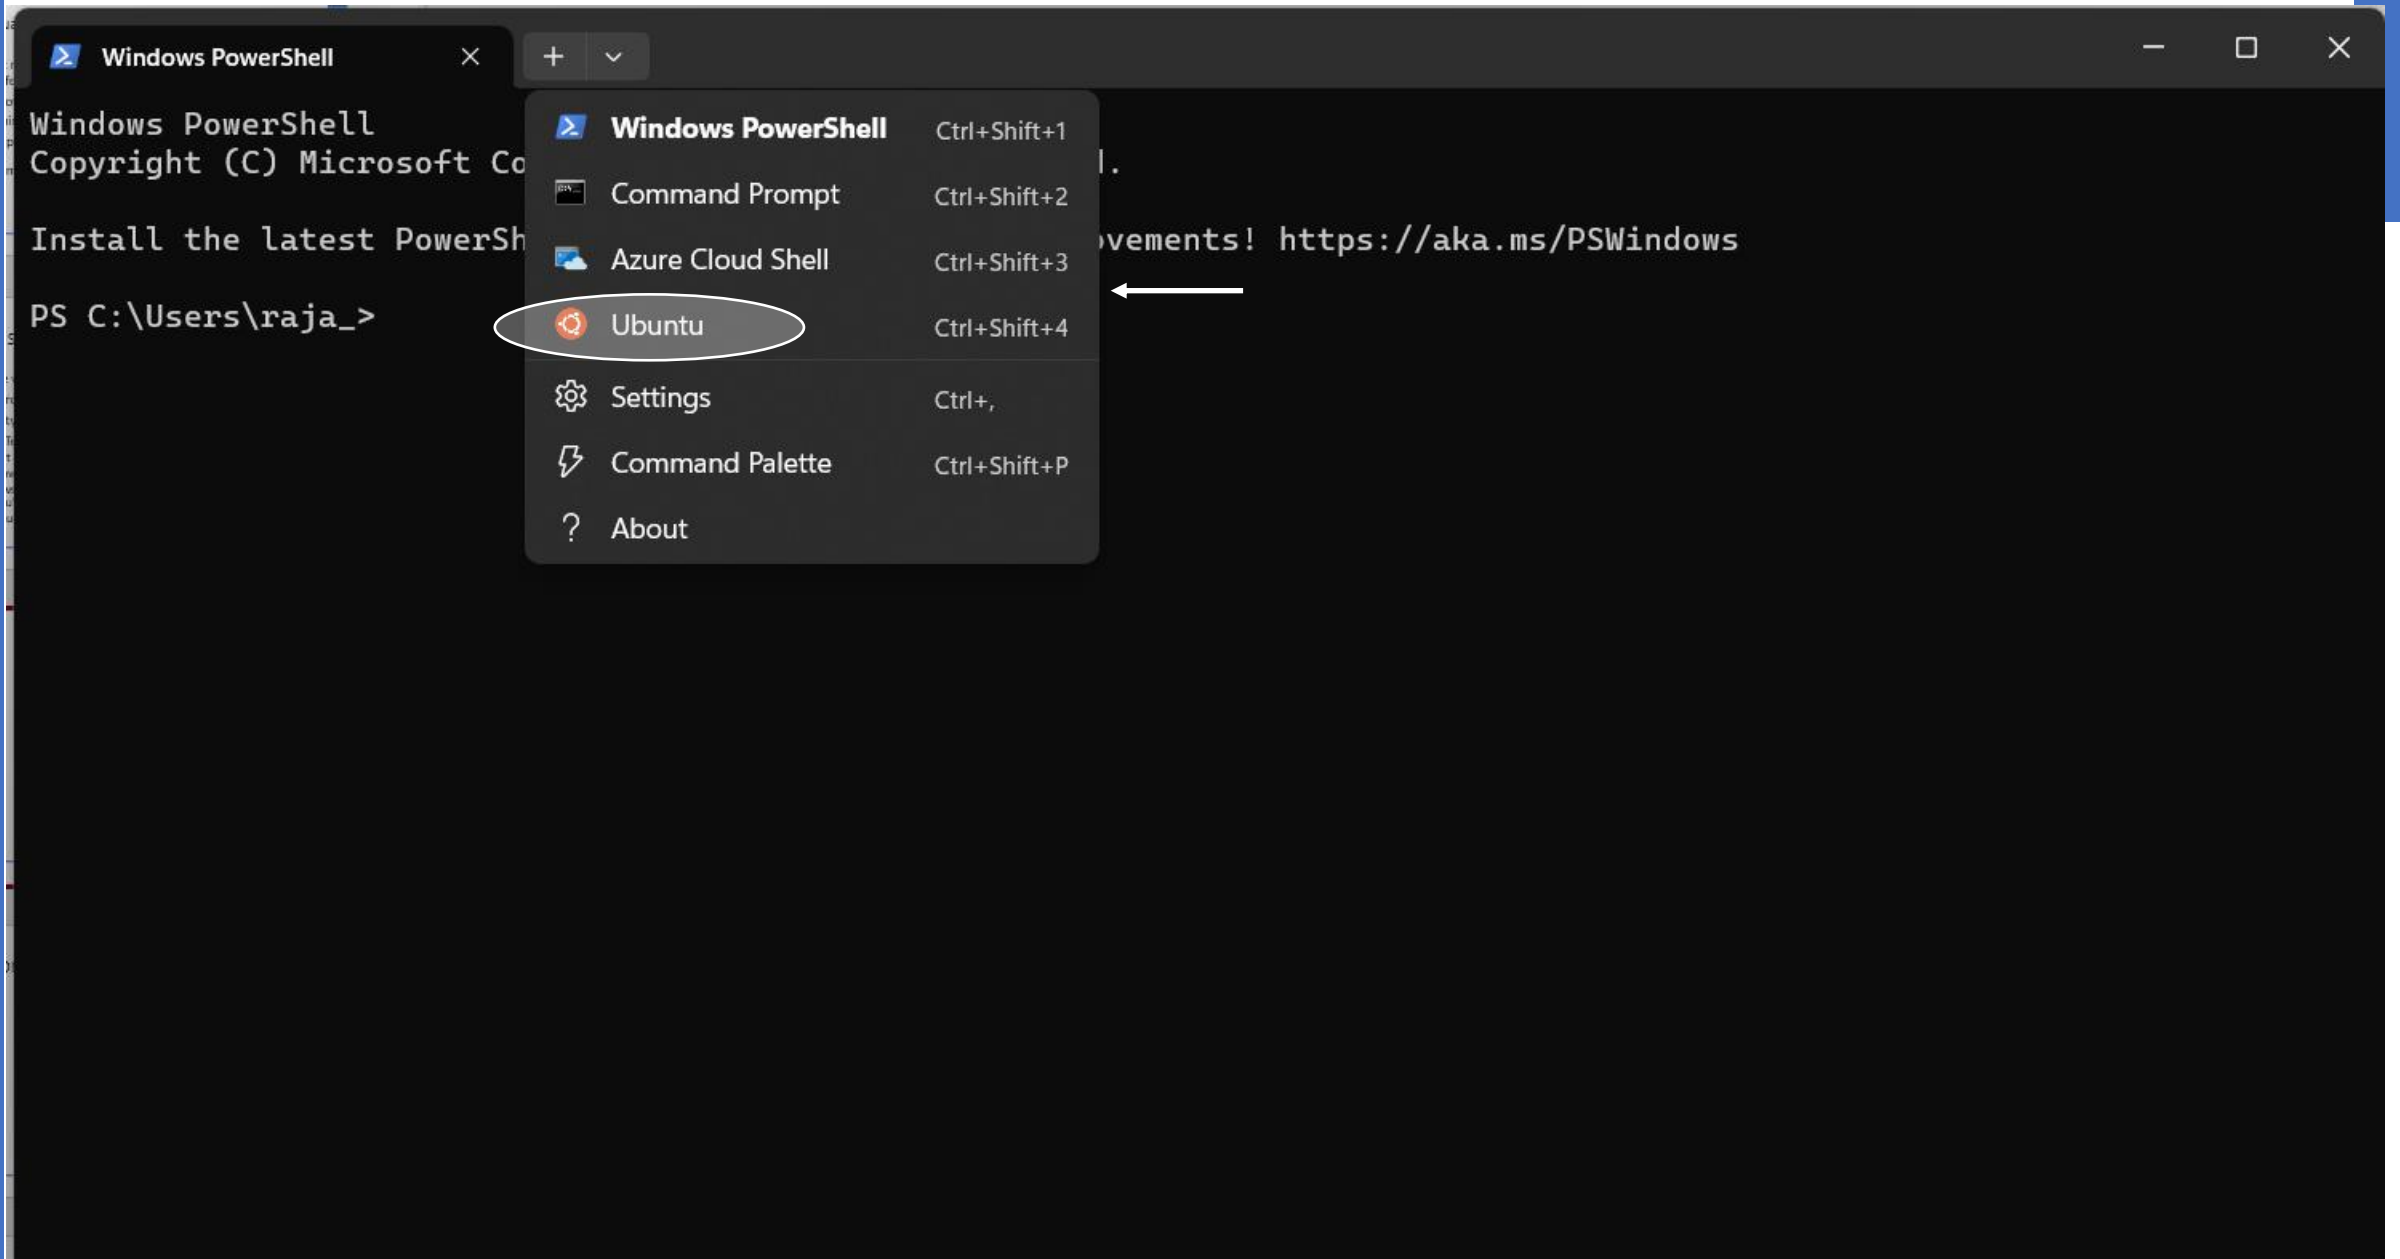 Windows PowerShell
Windows PowerShell
Copyright (C) Microsoft Co
.
Install the latest PowerSh
vements! https://aka.ms/PSWindows
PS C:\Users\raja_>
Windows PowerShell Ctrl+Shift+1
Command Prompt Ctrl+Shift+2
Azure Cloud Shell Ctrl+Shift+3
Ubuntu Ctrl+Shift+4
Settings Ctrl+,
Command Palette Ctrl+Shift+P
? About